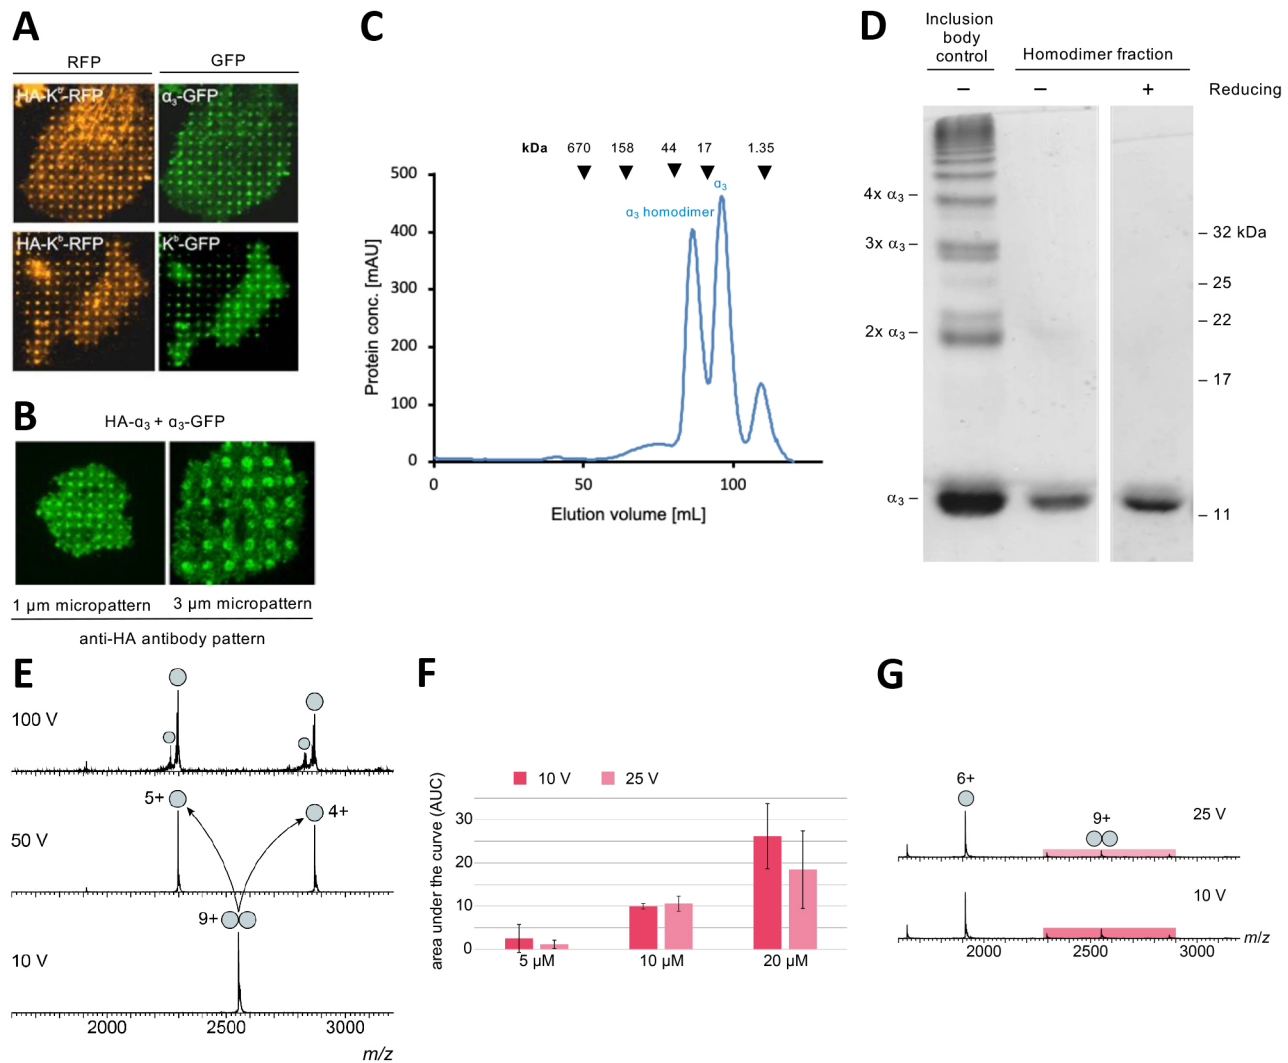 A
RFP
GFP
HA-Kᵇ-RFP
α₃-GFP
HA-Kᵇ-RFP
Kᵇ-GFP
B
HA-α₃ + α₃-GFP
1 μm micropattern
3 μm micropattern
anti-HA antibody pattern
C
kDa 670 158 44 17 1.35
α₃
α₃ homodimer
500
400
300
200
100
0
Protein conc. [mAU]
0 50 100
Elution volume [mL]
D
Inclusion
body
control
Homodimer fraction
– – + Reducing
4x α₃ –
3x α₃ –
2x α₃ –
α₃ –
– 32 kDa
– 25
– 22
– 17
– 11
E
100 V
5+
4+
50 V
9+
10 V
2000 2500 3000
m/z
F
10 V 25 V
area under the curve (AUC)
30
20
10
0
5 μM 10 μM 20 μM
G
6+
9+
25 V
10 V
m/z
2000 2500 3000